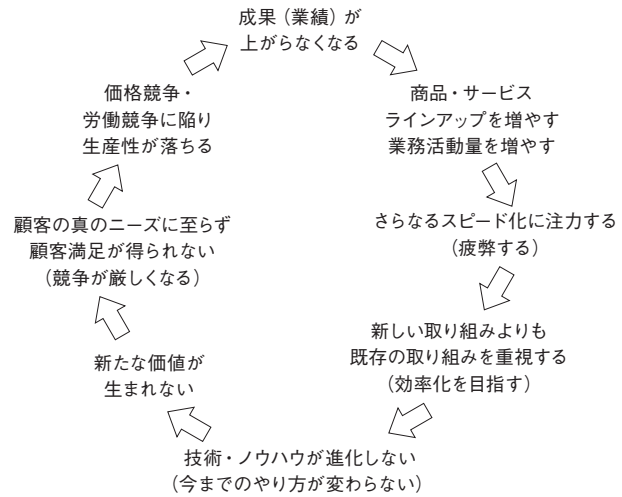 成果（業績）が
上がらなくなる
商品・サービス
ラインアップを増やす
業務活動量を増やす
さらなるスピード化に注力する
（疲弊する）
新しい取り組みよりも
既存の取り組みを重視する
（効率化を目指す）
技術・ノウハウが進化しない
（今までのやり方が変わらない）
新たな価値が
生まれない
顧客の真のニーズに至らず
顧客満足が得られない
（競争が厳しくなる）
価格競争・
労働競争に陥り
生産性が落ちる